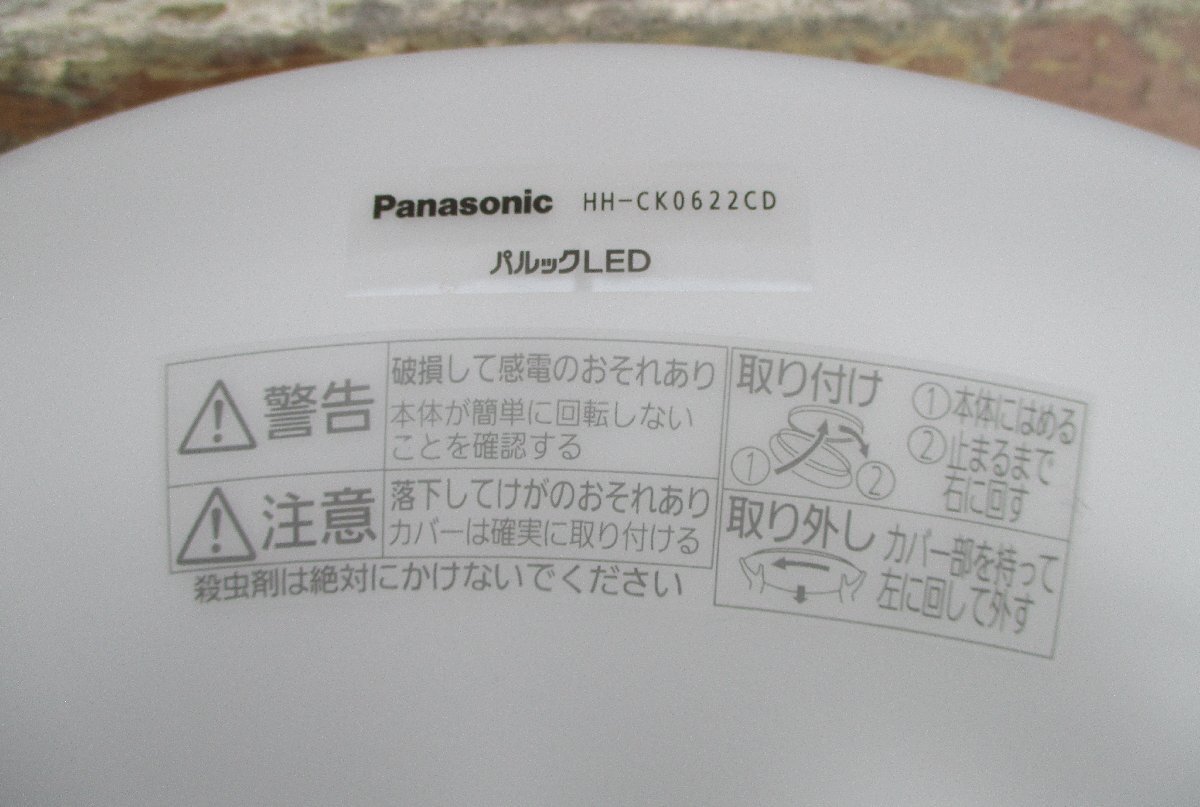 Panasonic HH-CK0622CD
パルックLED
警告
破損して感電のおそれあり
本体が簡単に回転しない
ことを確認する
注意
落下してけがのおそれあり
カバーは確実に取り付ける
殺虫剤は絶対にかけないでください
取り付け
①本体にはめる
②止まるまで
右に回す
① ②
取り外し
カバー部を持って
左に回して外す